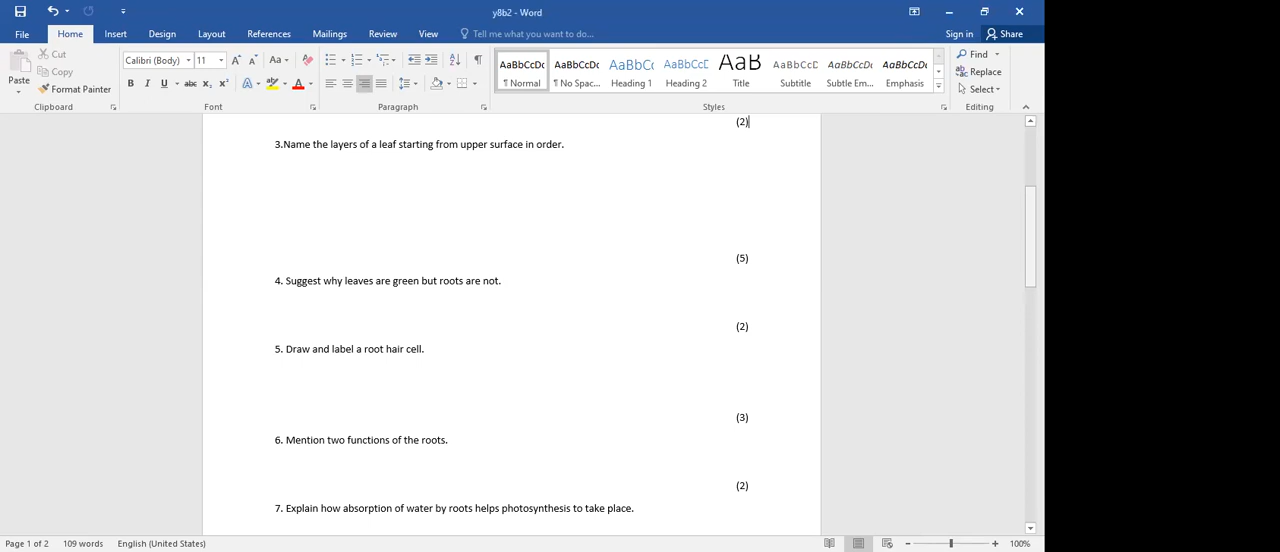 y8b2 - Word
File Home Insert Design Layout References Mailings Review View Tell me what you want to do... Sign in Share
Cut
Copy
Paste
Format Painter
Clipboard
Calibri (Body) 11
Font
Paragraph
AaBbCcDc AaBbCcDc AaBbCc AaBbCcD AaB AaBbCcD AaBbCcDc AaBbCcDc
¶ Normal ¶ No Spac... Heading 1 Heading 2 Title Subtitle Subtle Em... Emphasis
Styles
Find
Replace
Select
Editing
(2)
3.Name the layers of a leaf starting from upper surface in order.
(5)
4. Suggest why leaves are green but roots are not.
(2)
5. Draw and label a root hair cell.
(3)
6. Mention two functions of the roots.
(2)
7. Explain how absorption of water by roots helps photosynthesis to take place.
Page 1 of 2 109 words English (United States) 100%